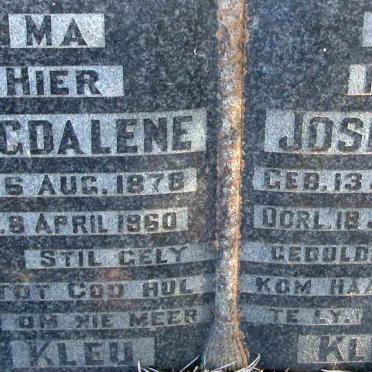 MA
HIER
GDALENE
6 AUG. 1878
.8 APRIL 1960
STIL GELY
TOT GOD HUL
OM NIE MEER
KLEU
JOS
GEB. 13
OORL. 18
GEDULD
KOM HA
TE LY.
KL